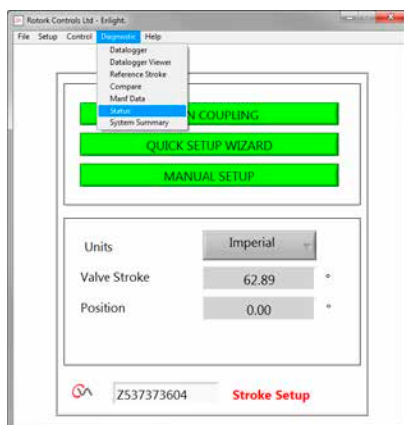 Rotork Controls Ltd - Enlight.
File Setup Control Diagnostic Help
Datalogger
Datalogger Viewer
Reference Stroke
Compare
Manf Data
Status
System Summary
N COUPLING
QUICK SETUP WIZARD
MANUAL SETUP
Units Imperial
Valve Stroke 62.89 °
Position 0.00 °
Z537373604 Stroke Setup